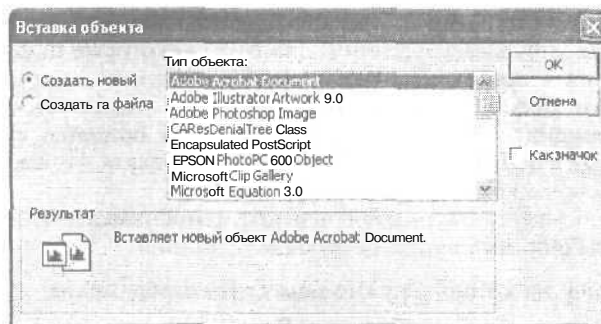 Вставка объекта
Тип объекта:
Создать новый
Создать га файла
Adobe Acrobat Document
Adobe Illustrator Artwork 9.0
Adobe Photoshop Image
CAResDenialTree Class
Encapsulated PostScript
EPSON PhotoPC 600 Object
Microsoft Clip Gallery
Microsoft Equation 3.0
OK
Отмена
Как значок
Результат
Вставляет новый объект Adobe Acrobat Document.